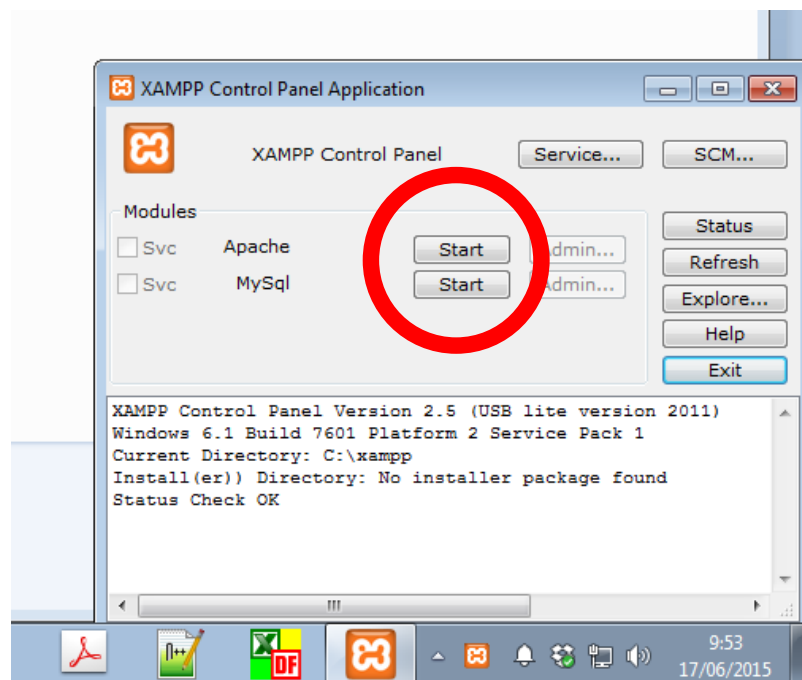 XAMPP Control Panel Application
XAMPP Control Panel
Service...
SCM...
Modules
Svc Apache Start Admin...
Svc MySql Start Admin...
Status
Refresh
Explore...
Help
Exit
XAMPP Control Panel Version 2.5 (USB lite version 2011)
Windows 6.1 Build 7601 Platform 2 Service Pack 1
Current Directory: C:\xampp
Install(er)) Directory: No installer package found
Status Check OK
n++
X
DF
9:53
17/06/2015